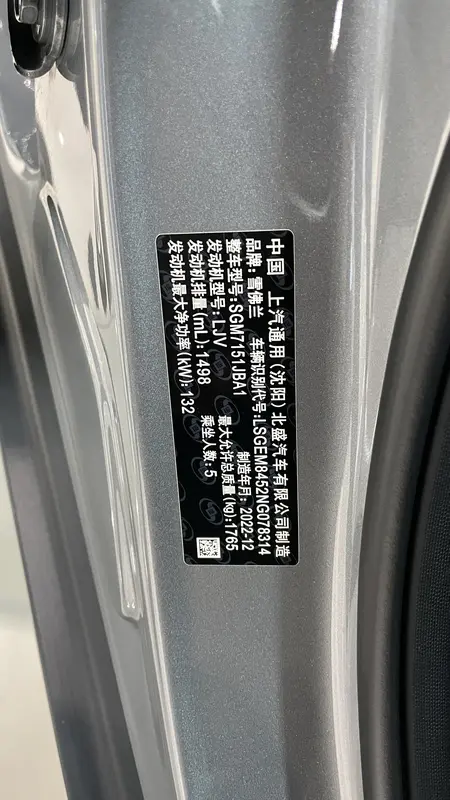 中国 上汽通用(沈阳)北盛汽车有限公司制造
品牌:雪佛兰 车辆识别代号:LSGEM8452NG078314
整车型号:SGM7151JBA1 制造年月:2022-12
发动机型号:LJV 最大允许总质量(kg):1765
发动机排量(mL):1498 乘坐人数:5
发动机最大净功率(kW):132